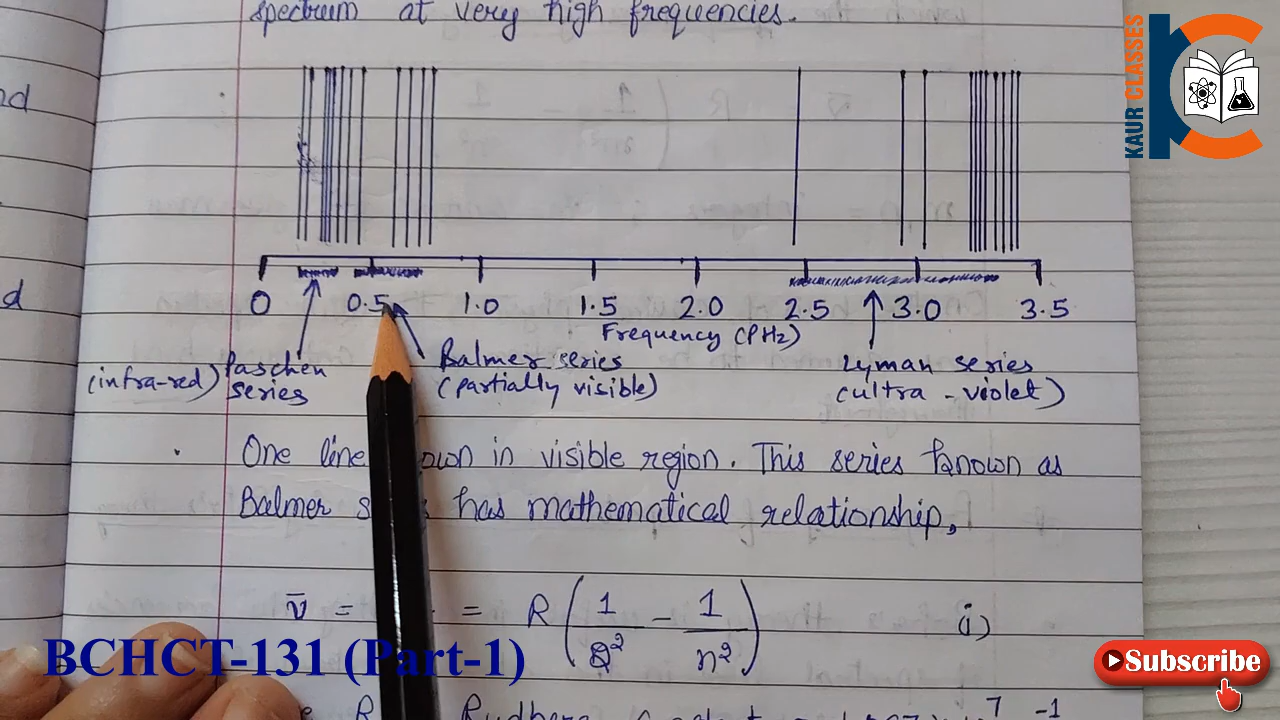 spectrum at very high frequencies.
KAUR CLASSES
d
0 0.5 1.0 1.5 2.0 2.5 3.0 3.5
Frequency (PHz)
(infra-red) Paschen series
Balmer series
(partially visible)
Lyman series
(ultra-violet)
One line in visible region. This series known as
Balmer has mathematical relationship,
ν̄ = = R (1/2² − 1/n²) i)
BCHCT-131 (Part-1)
Subscribe
R